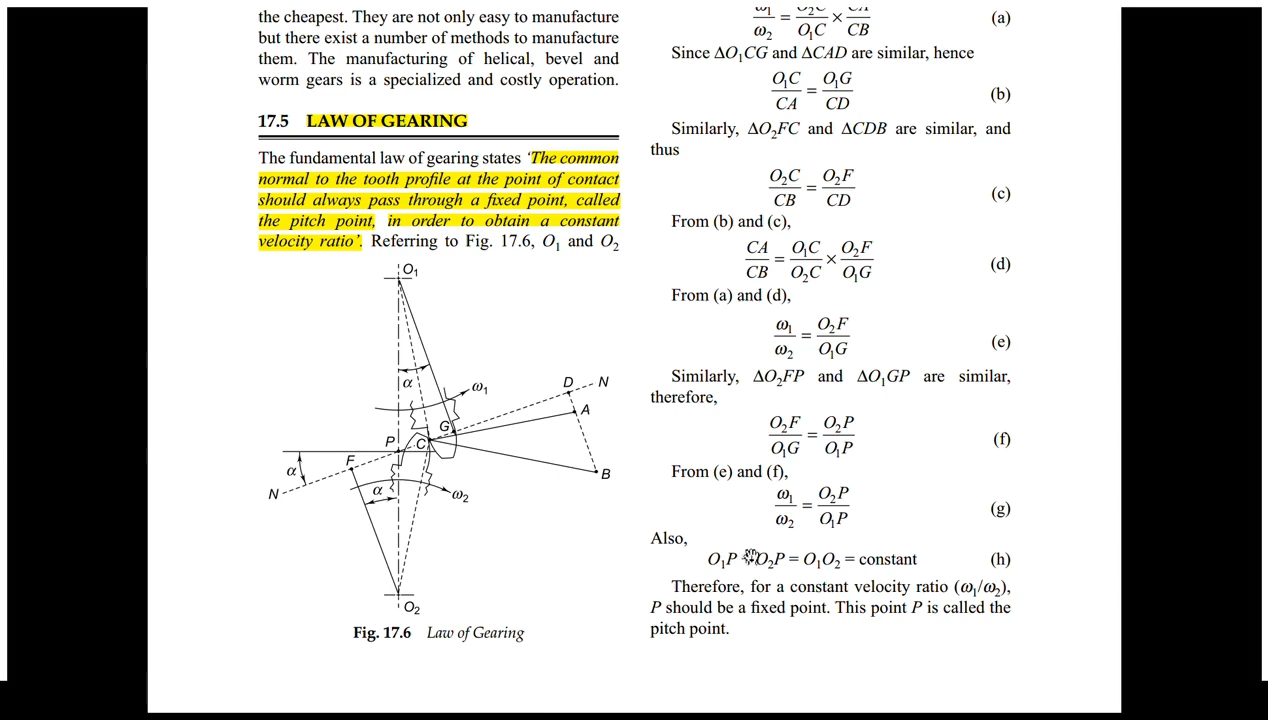 the cheapest. They are not only easy to manufacture
but there exist a number of methods to manufacture
them. The manufacturing of helical, bevel and
worm gears is a specialized and costly operation.
17.5 LAW OF GEARING
The fundamental law of gearing states ‘The common
normal to the tooth profile at the point of contact
should always pass through a fixed point, called
the pitch point, in order to obtain a constant
velocity ratio’. Referring to Fig. 17.6, O₁ and O₂
O₁
α
ω₁
D
N
A
G
P
C
F
α
B
N
α
ω₂
O₂
Fig. 17.6 Law of Gearing
ω₁/ω₂ = O₂C/O₁C × CA/CB (a)
Since ΔO₁CG and ΔCAD are similar, hence
O₁C/CA = O₁G/CD (b)
Similarly, ΔO₂FC and ΔCDB are similar, and
thus
O₂C/CB = O₂F/CD (c)
From (b) and (c),
CA/CB = O₁C/O₂C × O₂F/O₁G (d)
From (a) and (d),
ω₁/ω₂ = O₂F/O₁G (e)
Similarly, ΔO₂FP and ΔO₁GP are similar,
therefore,
O₂F/O₁G = O₂P/O₁P (f)
From (e) and (f),
ω₁/ω₂ = O₂P/O₁P (g)
Also,
O₁P O₂P = O₁O₂ = constant (h)
Therefore, for a constant velocity ratio (ω₁/ω₂),
P should be a fixed point. This point P is called the
pitch point.